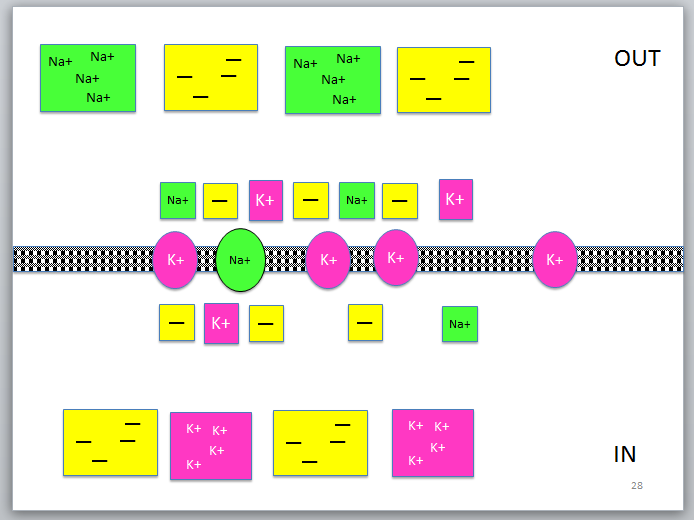 Na+ Na+
Na+
Na+
— — — —
Na+ Na+
Na+
Na+
— — — —
OUT
Na+ — K+ — Na+ — K+
K+ Na+ K+ K+ K+
— K+ — — Na+
— — — —
K+ K+
K+
K+
— — — —
K+ K+
K+
K+
IN
28